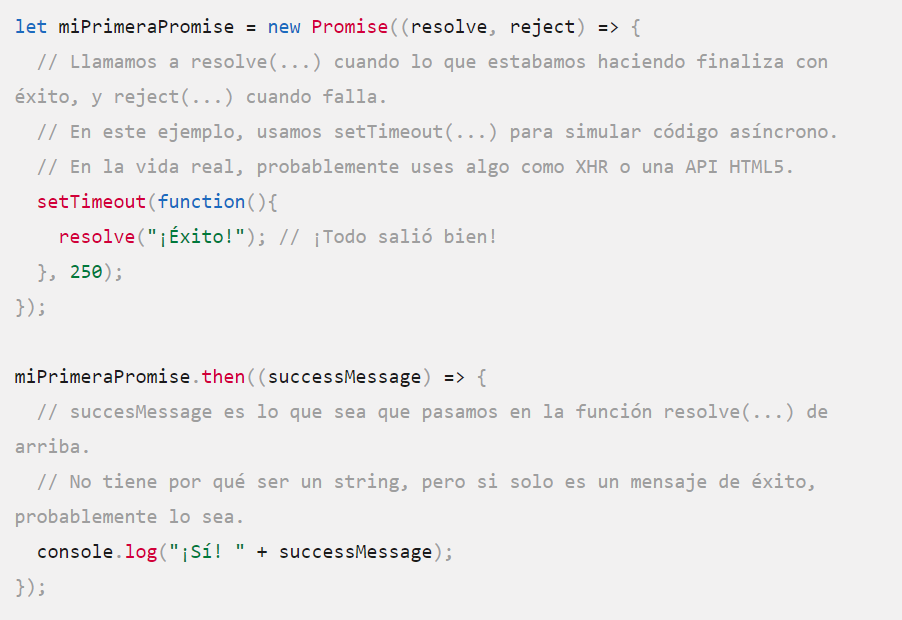 let miPrimeraPromise = new Promise((resolve, reject) => {
  // Llamamos a resolve(...) cuando lo que estabamos haciendo finaliza con
éxito, y reject(...) cuando falla.
  // En este ejemplo, usamos setTimeout(...) para simular código asíncrono.
  // En la vida real, probablemente uses algo como XHR o una API HTML5.
  setTimeout(function(){
    resolve("¡Éxito!"); // ¡Todo salió bien!
  }, 250);
});

miPrimeraPromise.then((successMessage) => {
  // succesMessage es lo que sea que pasamos en la función resolve(...) de
arriba.
  // No tiene por qué ser un string, pero si solo es un mensaje de éxito,
probablemente lo sea.
  console.log("¡Sí! " + successMessage);
});